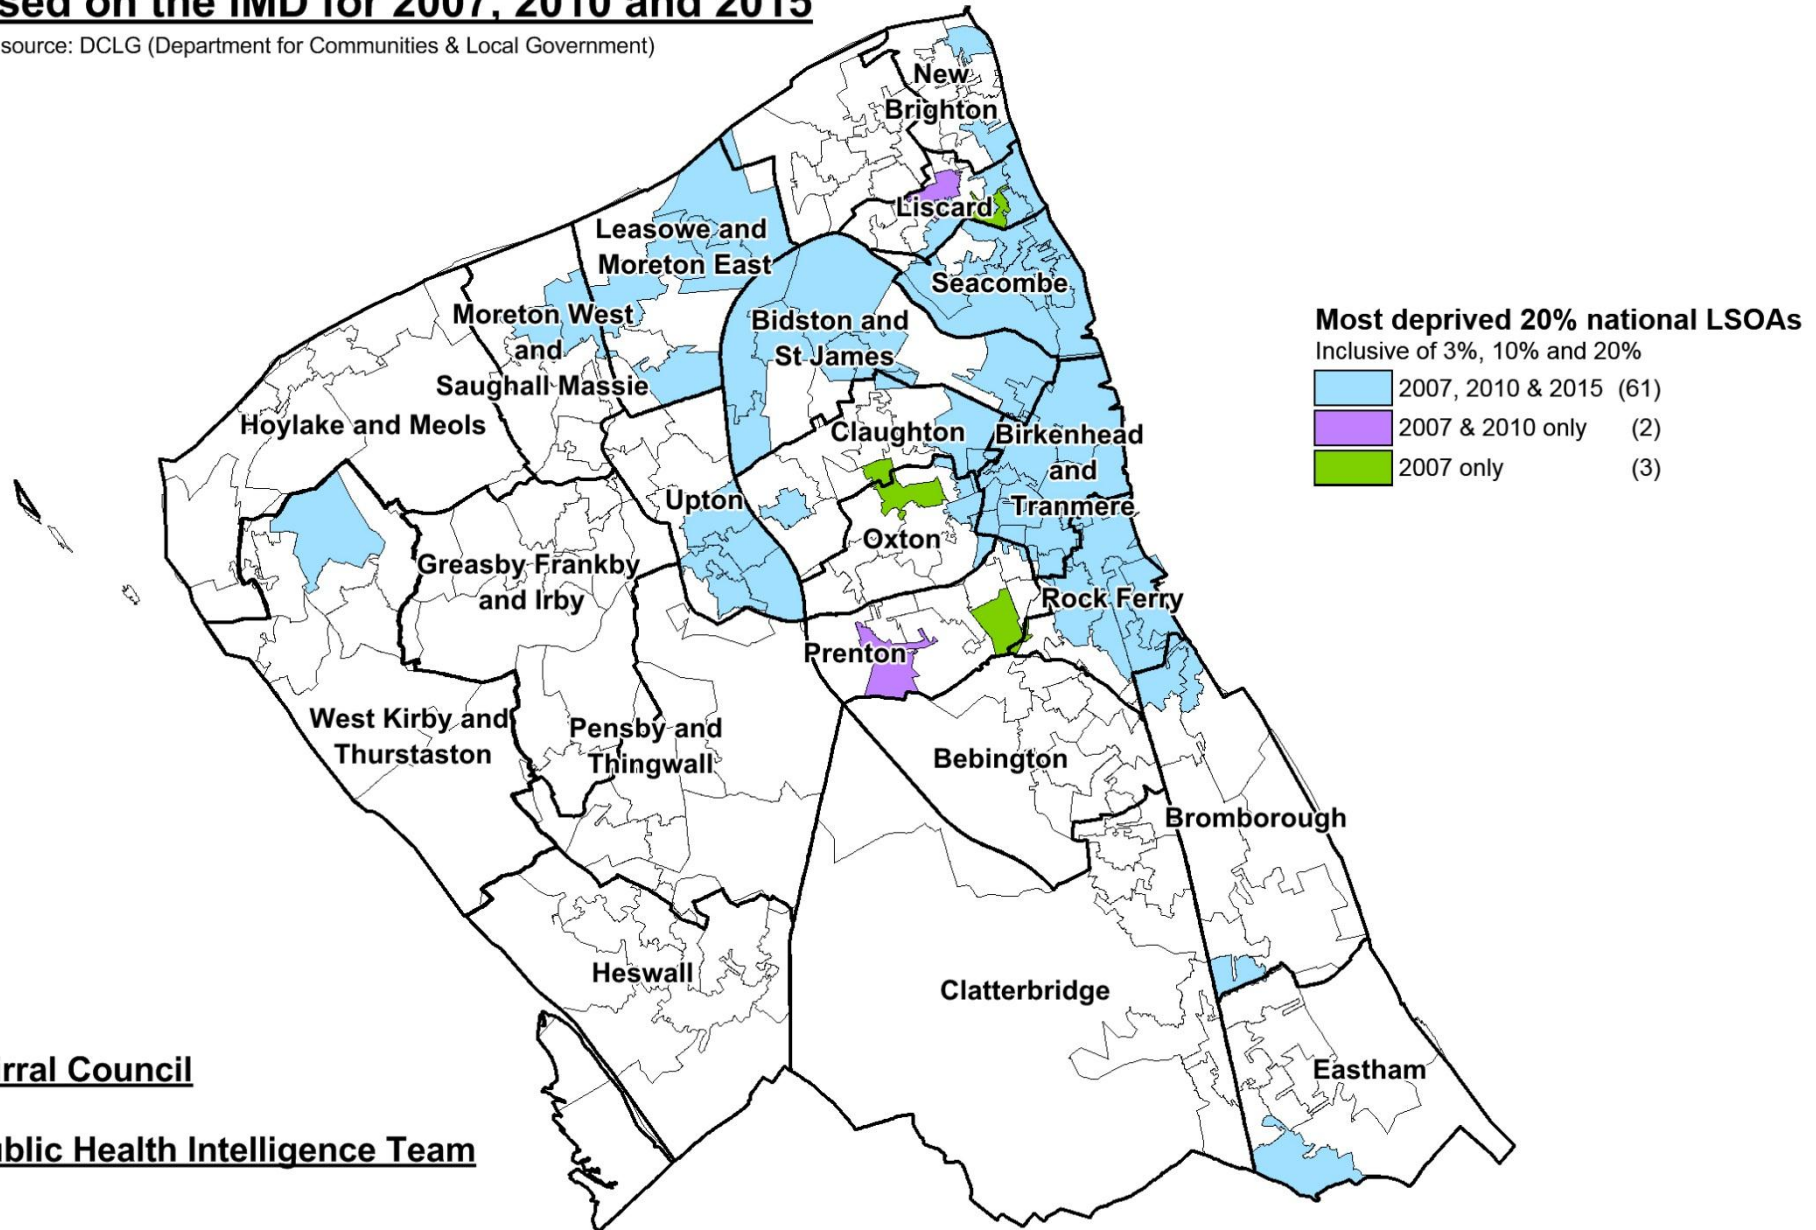 on the IMD for 2007, 2010 and 2015
source: DCLG (Department for Communities & Local Government)
New
Brighton
Liscard
Leasowe and
Moreton East
Seacombe
Moreton West
and
Saughall Massie
Bidston and
St James
Hoylake and Meols
Claughton
Birkenhead
and
Tranmere
Upton
Oxton
Greasby Frankby
and Irby
Rock Ferry
Prenton
West Kirby and
Thurstaston
Pensby and
Thingwall
Bebington
Bromborough
Heswall
Clatterbridge
Eastham
Most deprived 20% national LSOAs
Inclusive of 3%, 10% and 20%
2007, 2010 & 2015 (61)
2007 & 2010 only (2)
2007 only (3)
irral Council
ublic Health Intelligence Team